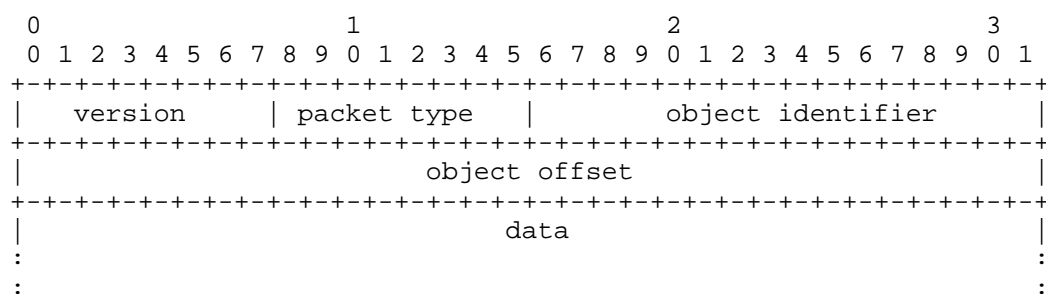 0                   1                   2                   3
 0 1 2 3 4 5 6 7 8 9 0 1 2 3 4 5 6 7 8 9 0 1 2 3 4 5 6 7 8 9 0 1
+-+-+-+-+-+-+-+-+-+-+-+-+-+-+-+-+-+-+-+-+-+-+-+-+-+-+-+-+-+-+-+-+
|   version     | packet type   |        object identifier      |
+-+-+-+-+-+-+-+-+-+-+-+-+-+-+-+-+-+-+-+-+-+-+-+-+-+-+-+-+-+-+-+-+
|                         object offset                         |
+-+-+-+-+-+-+-+-+-+-+-+-+-+-+-+-+-+-+-+-+-+-+-+-+-+-+-+-+-+-+-+-+
|                              data                             |
:                                                               :
:                                                               :